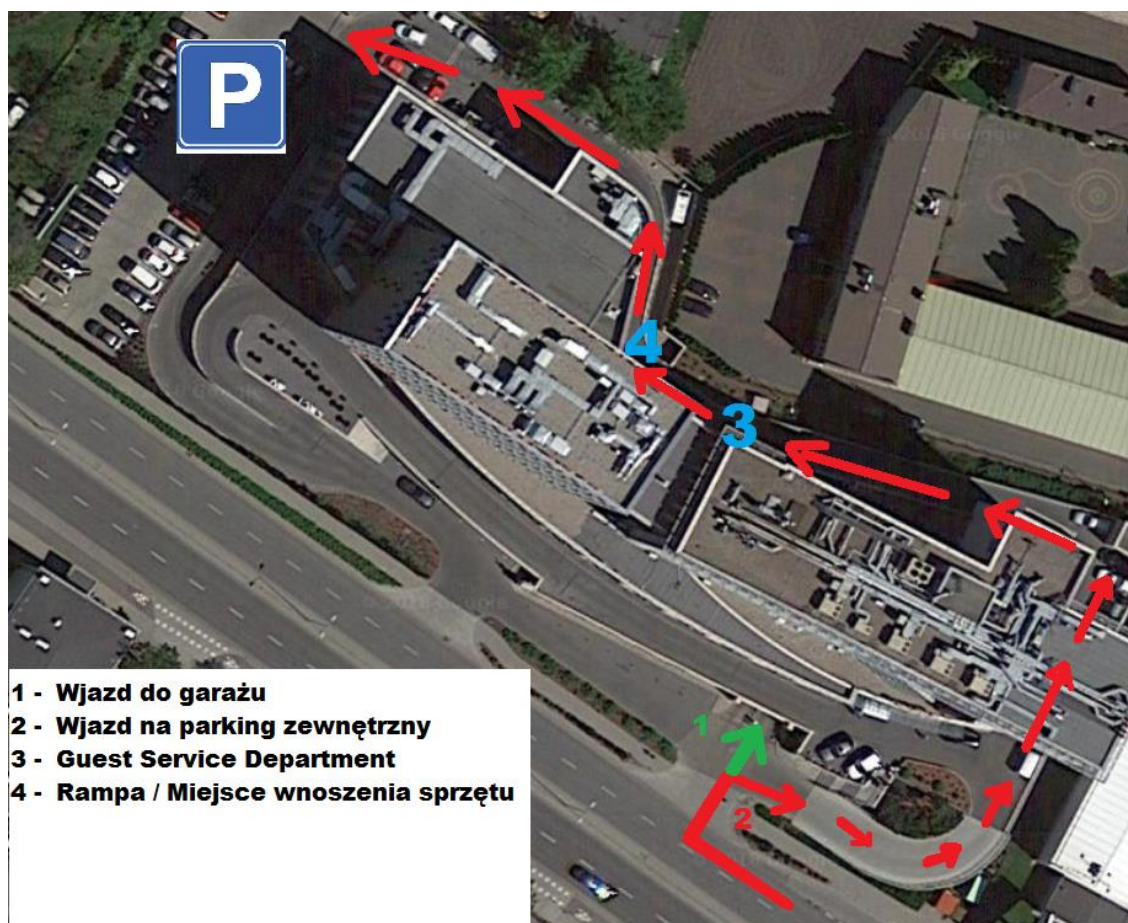 P
4
3
1
2
1 - Wjazd do garażu
2 - Wjazd na parking zewnętrzny
3 - Guest Service Department
4 - Rampa / Miejsce wnoszenia sprzętu